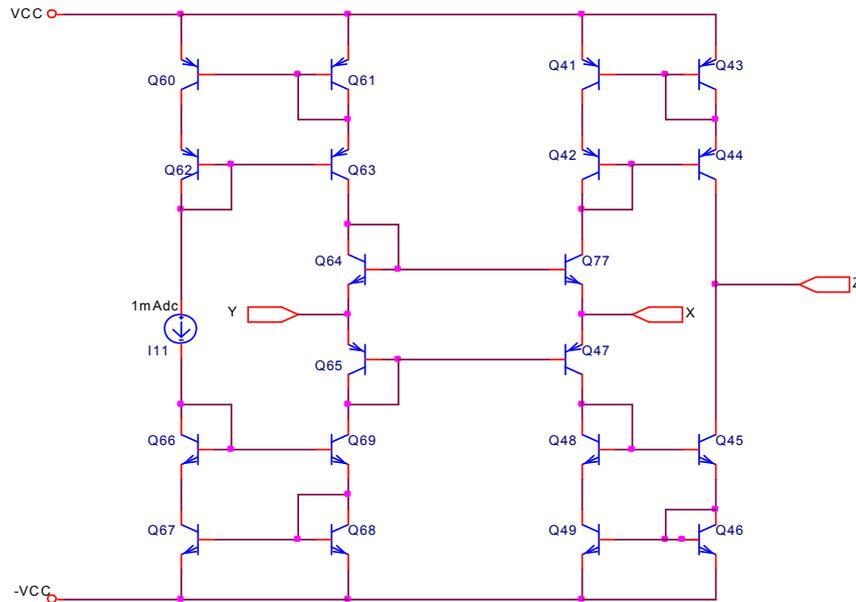 VCC
Q60 Q61 Q41 Q43
Q62 Q63 Q42 Q44
Q64 Q77
1mAdc Y X Z
I11 Q65 Q47
Q66 Q69 Q48 Q45
Q67 Q68 Q49 Q46
-VCC